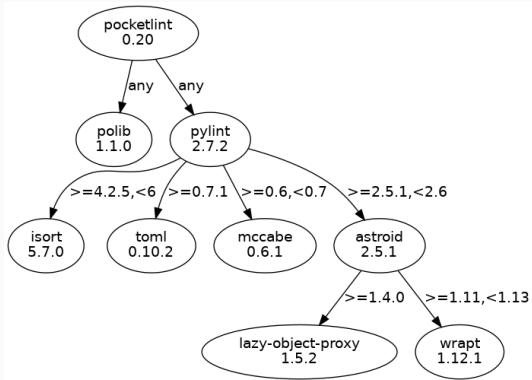 pocketlint
0.20
any
any
polib
1.1.0
pylint
2.7.2
>=4.2.5,<6
>=0.7.1
>=0.6,<0.7
>=2.5.1,<2.6
isort
5.7.0
toml
0.10.2
mccabe
0.6.1
astroid
2.5.1
>=1.4.0
>=1.11,<1.13
lazy-object-proxy
1.5.2
wrapt
1.12.1